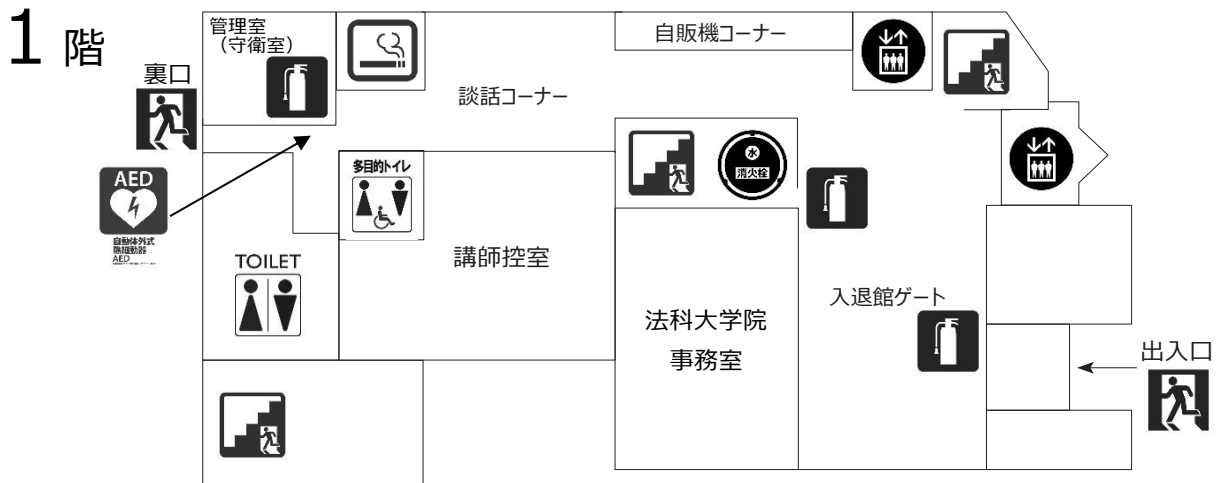 1 階
管理室
（守衛室）
自販機コーナー
裏口
談話コーナー
多目的トイレ
水
消火栓
AED
自動体外式
除細動器
AED
TOILET
講師控室
入退館ゲート
法科大学院
事務室
出入口